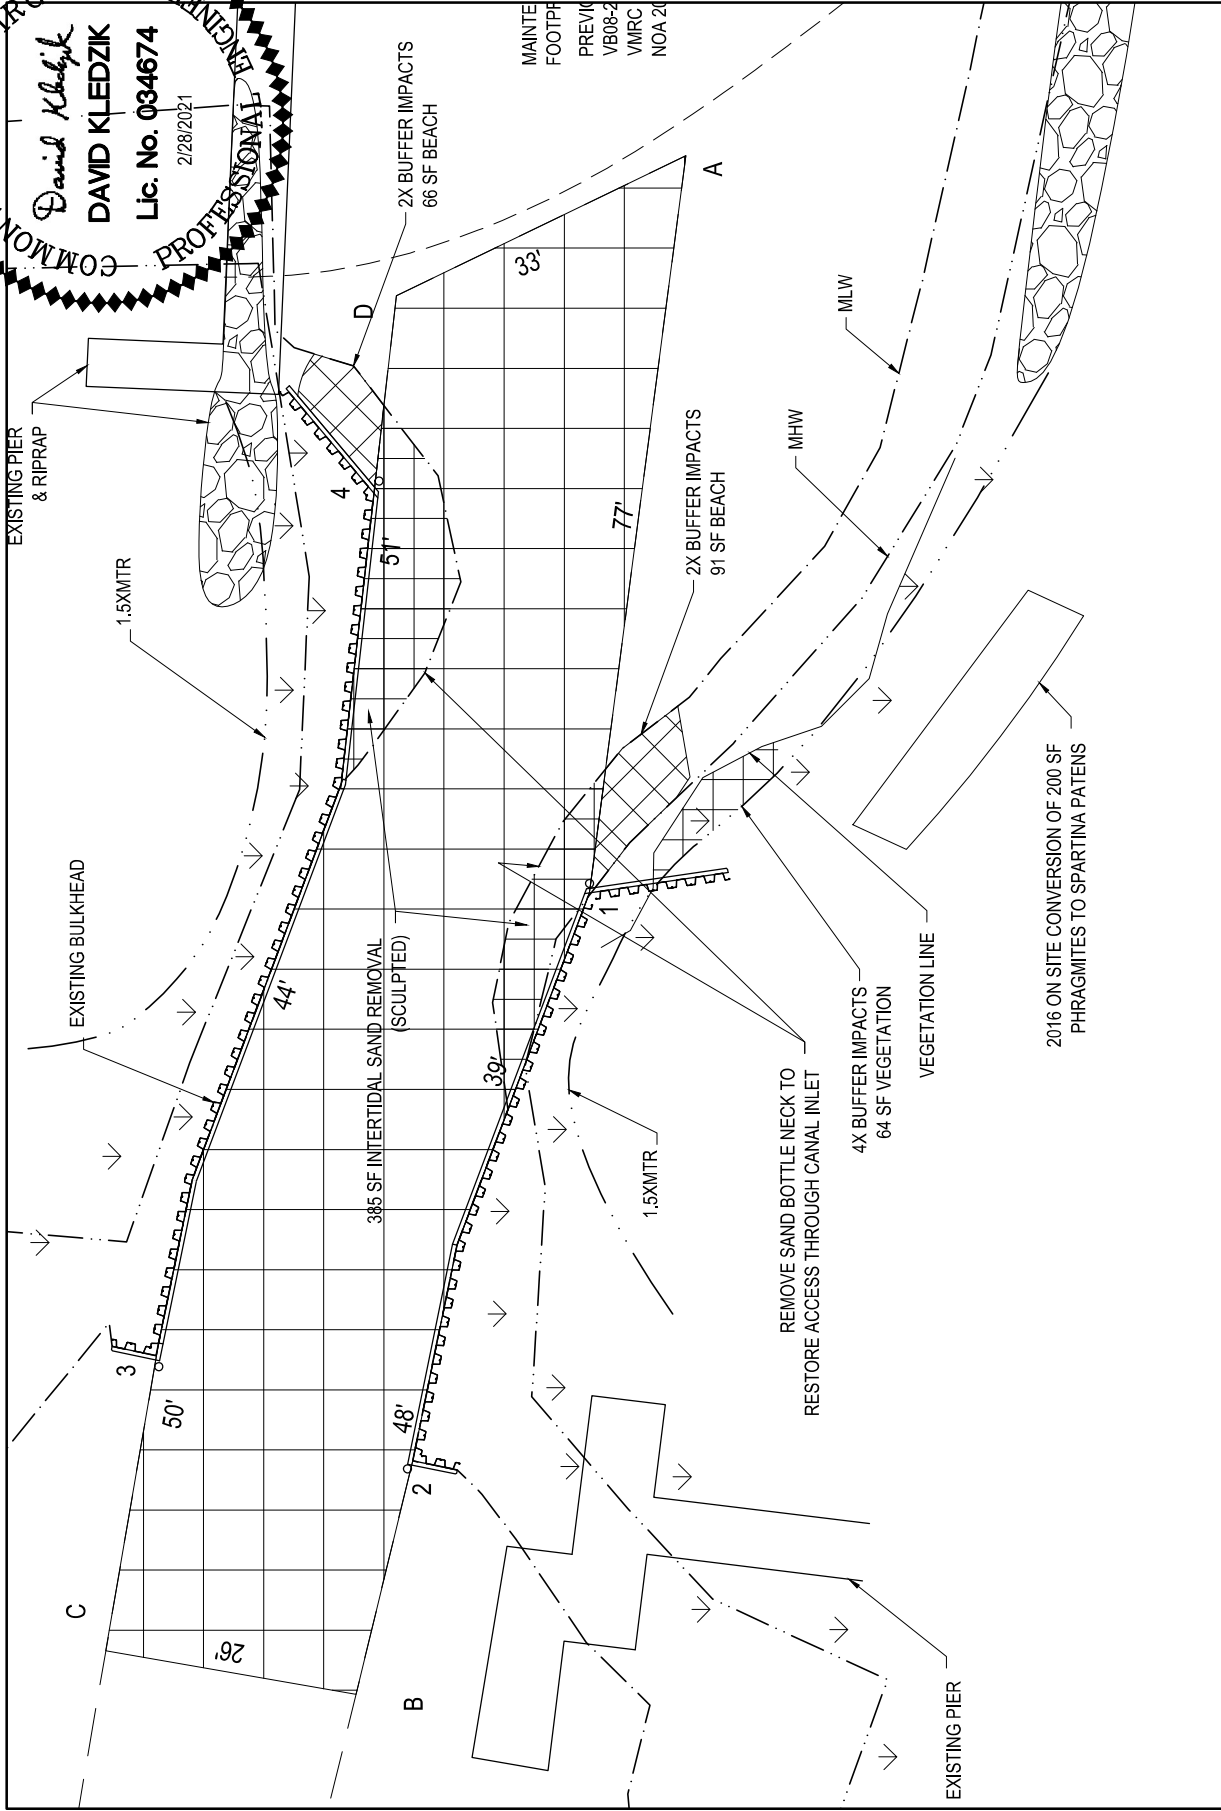 David Kledzik
DAVID KLEDZIK
Lic. No. 034674
2/28/2021
PROFESSIONAL
MAINTE
FOOTPR
VB08-2
VMRC
NOA 20
2X BUFFER IMPACTS
66 SF BEACH
EXISTING PIER
& RIPRAP
D
33'
A
MLW
4
51'
77'
2X BUFFER IMPACTS
91 SF BEACH
MHW
1.5XMTR
EXISTING BULKHEAD
44'
385 SF INTERTIDAL SAND REMOVAL
(SCULPTED)
39'
1
4X BUFFER IMPACTS
64 SF VEGETATION
VEGETATION LINE
2016 ON SITE CONVERSION OF 200 SF
PHRAGMITES TO SPARTINA PATENS
REMOVE SAND BOTTLE NECK TO
RESTORE ACCESS THROUGH CANAL INLET
1.5XMTR
3
50'
48'
2
C
26'
B
EXISTING PIER